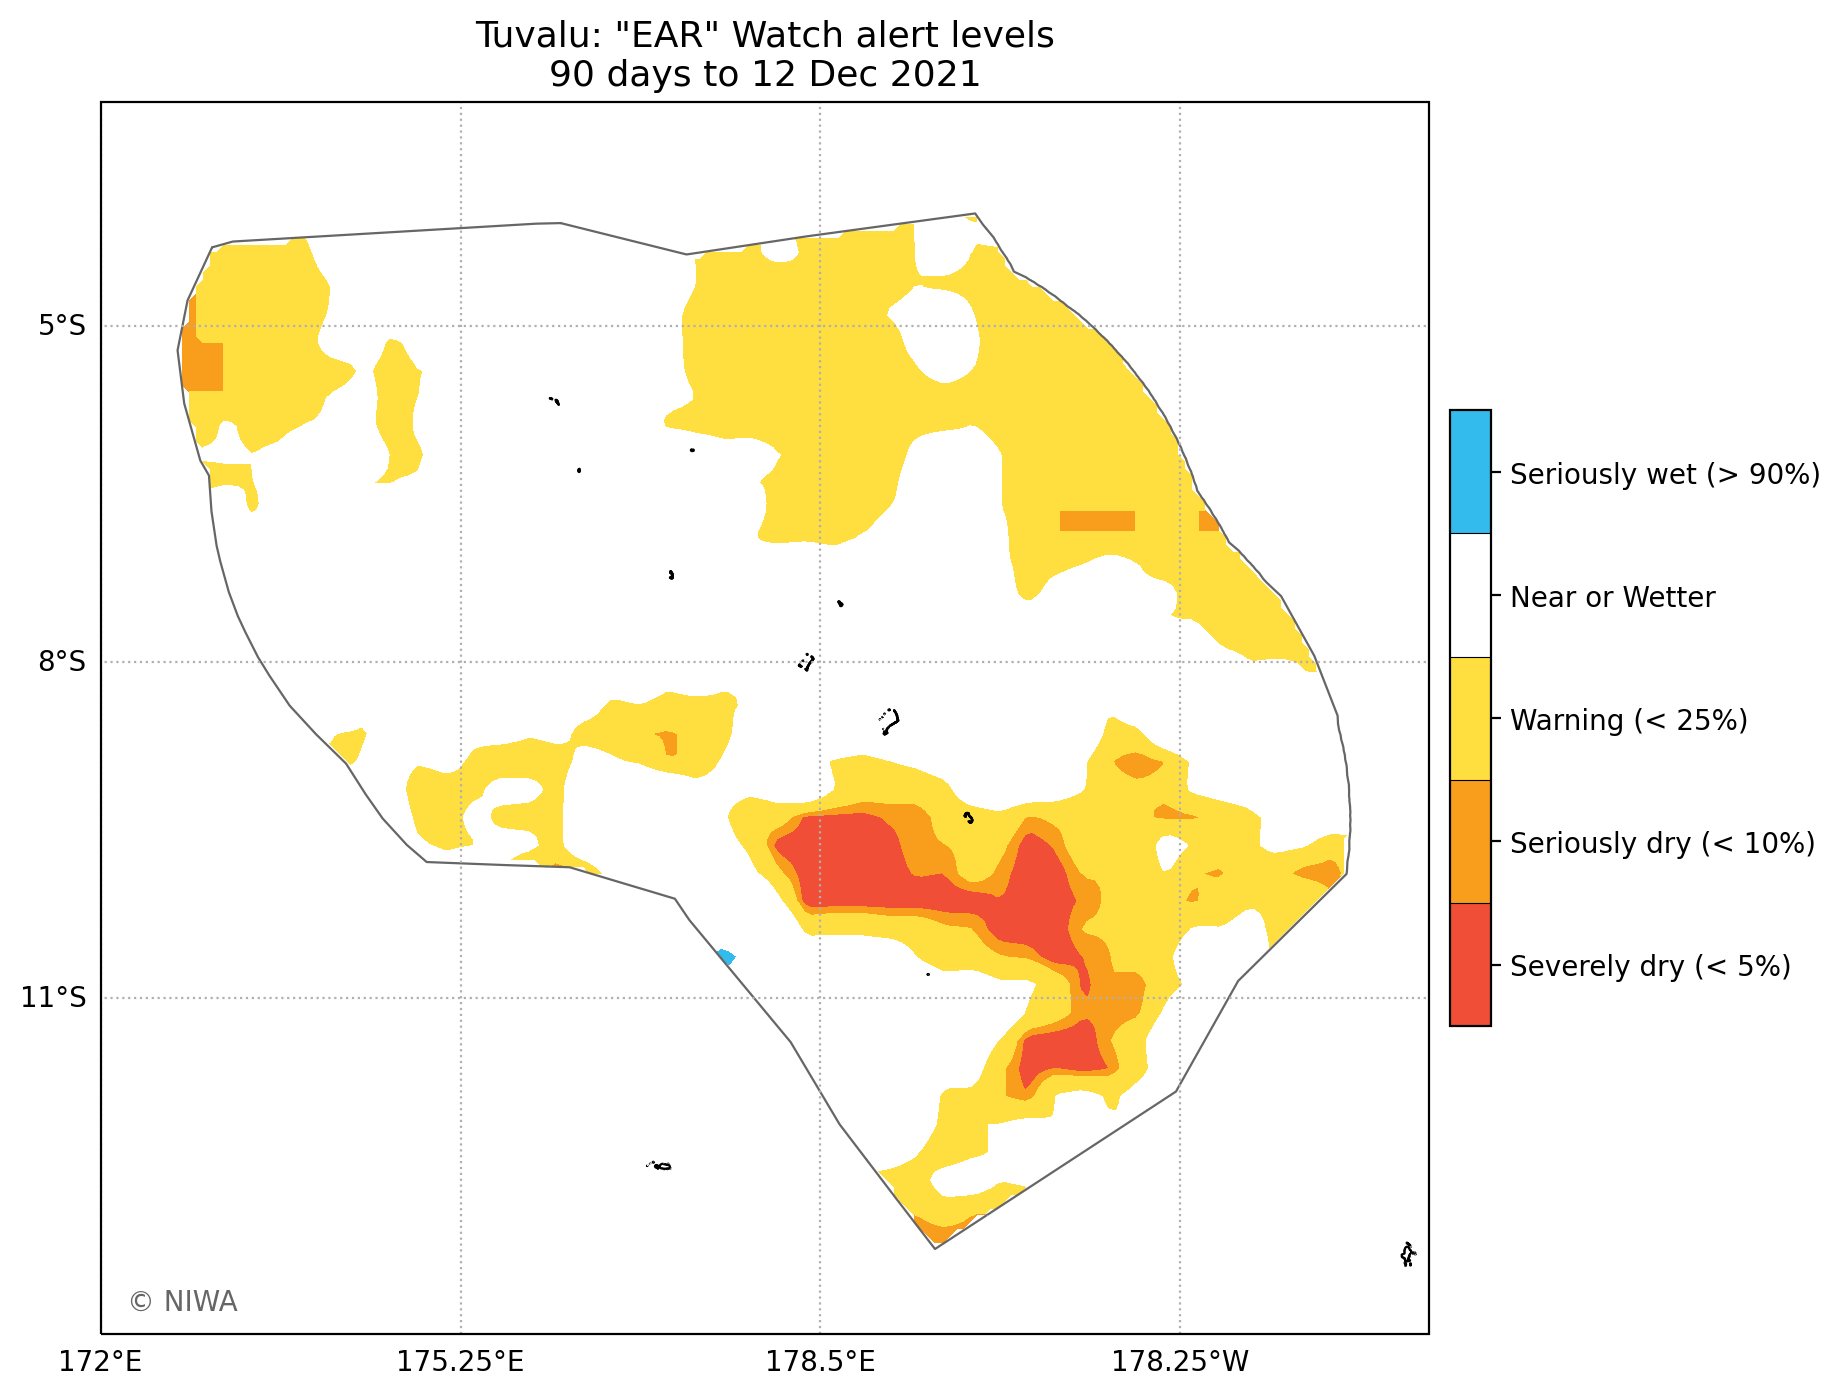 Tuvalu: "EAR" Watch alert levels
90 days to 12 Dec 2021
5°S
8°S
11°S
172°E
175.25°E
178.5°E
178.25°W
Seriously wet (> 90%)
Near or Wetter
Warning (< 25%)
Seriously dry (< 10%)
Severely dry (< 5%)
© NIWA